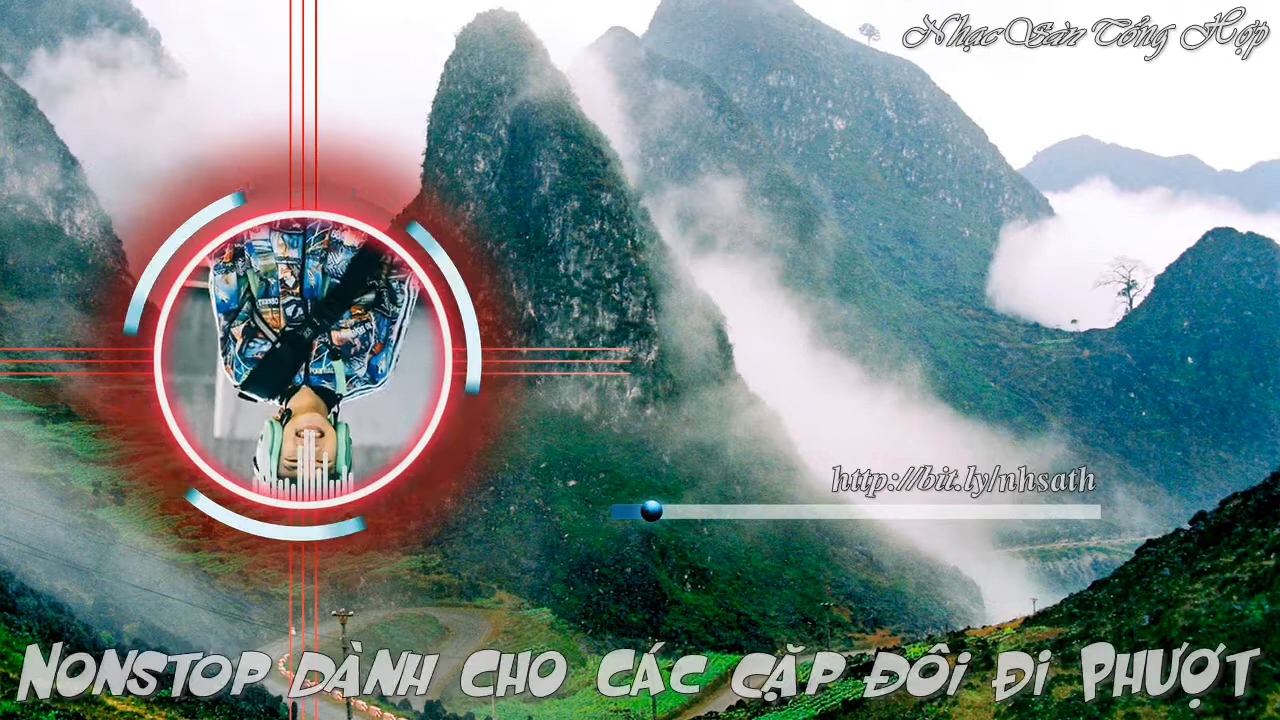 Nhạc Sàn Tổng Hợp
http://bit.ly/nhsath
Nonstop dành cho các cặp đôi đi Phượt